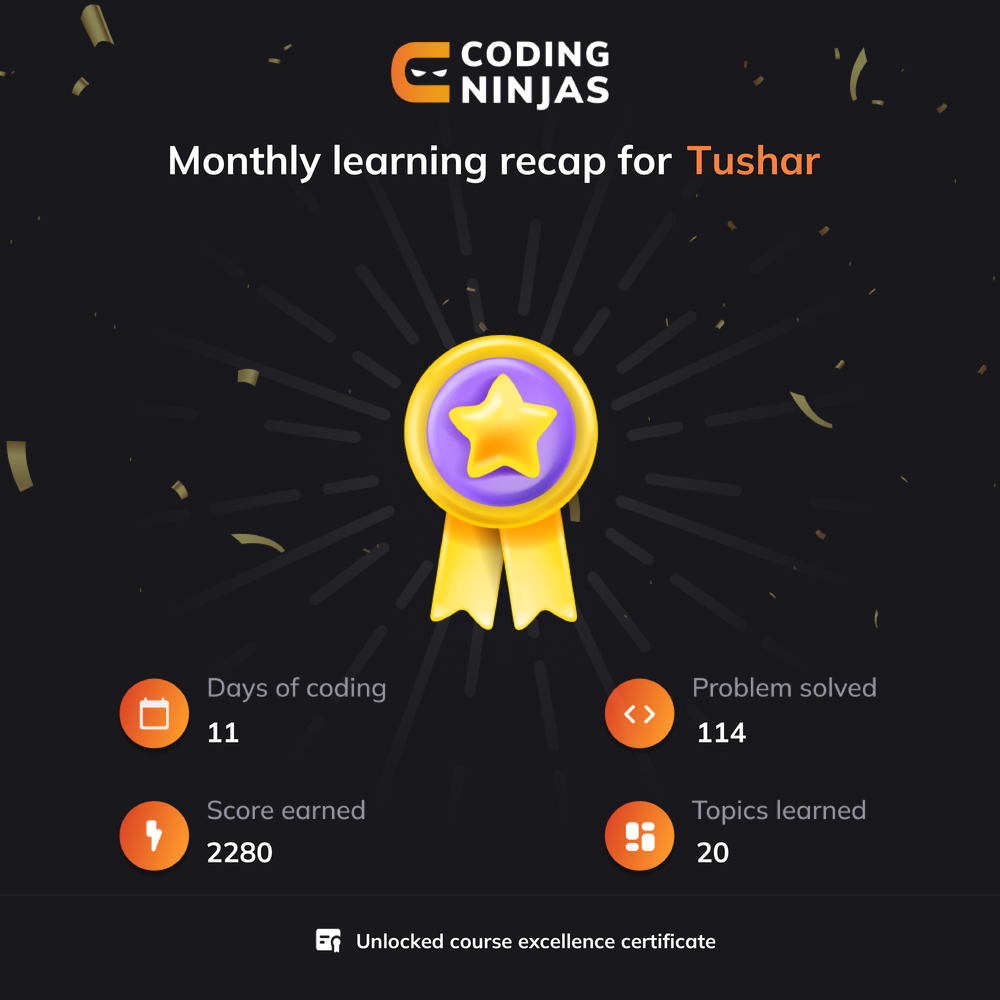 CODING
NINJAS
Monthly learning recap for Tushar
Days of coding
11
Problem solved
114
Score earned
2280
Topics learned
20
Unlocked course excellence certificate